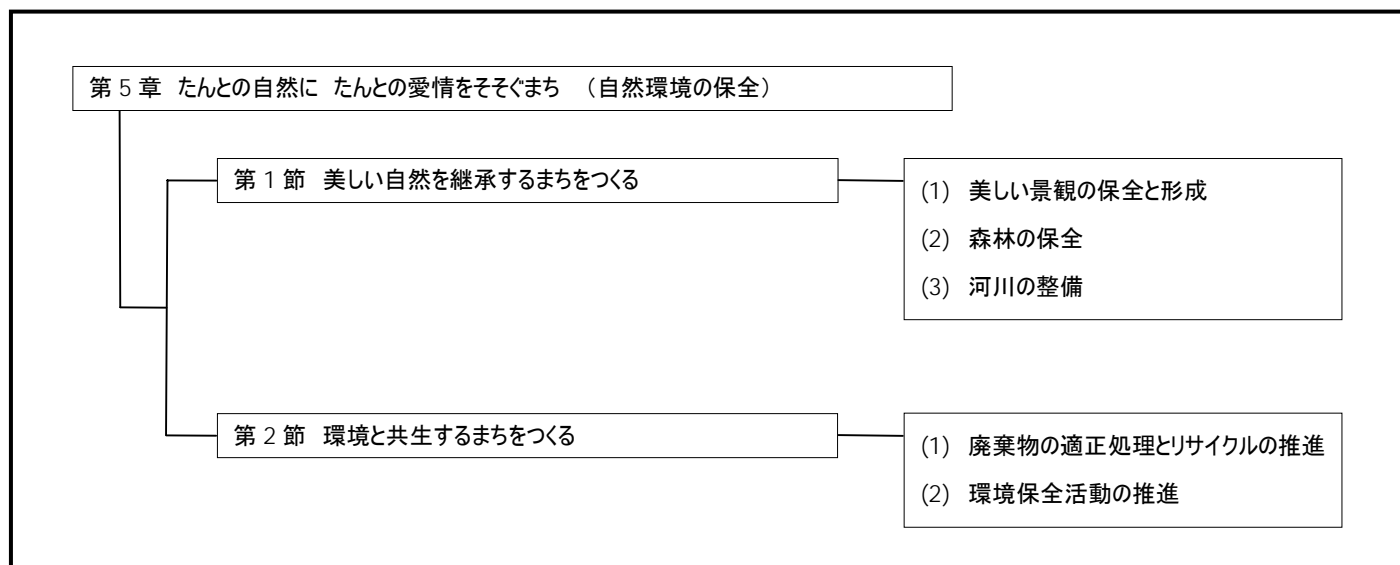 第5章 たんとの自然に たんとの愛情をそそぐまち （自然環境の保全）
第1節 美しい自然を継承するまちをつくる
(1) 美しい景観の保全と形成
(2) 森林の保全
(3) 河川の整備
第2節 環境と共生するまちをつくる
(1) 廃棄物の適正処理とリサイクルの推進
(2) 環境保全活動の推進